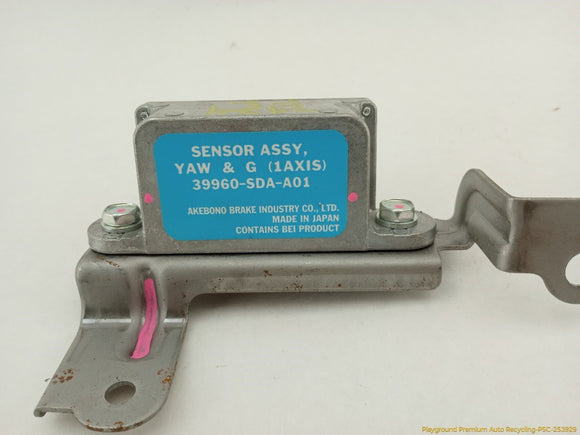 SENSOR ASSY,
YAW & G (1AXIS)
39960-SDA-A01
AKEBONO BRAKE INDUSTRY CO., LTD.
MADE IN JAPAN
CONTAINS BEI PRODUCT
Playground Premium Auto Recycling-PSC-253929